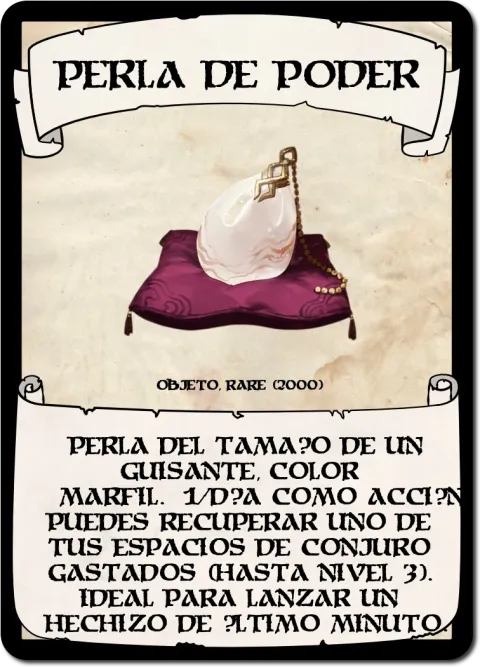 PERLA DE PODER
OBJETO, RARE (2000)
PERLA DEL TAMA?O DE UN
GUISANTE, COLOR
MARFIL. 1/D?A COMO ACCI?N
PUEDES RECUPERAR UNO DE
TUS ESPACIOS DE CONJURO
GASTADOS (HASTA NIVEL 3).
IDEAL PARA LANZAR UN
HECHIZO DE ?LTIMO MINUTO.